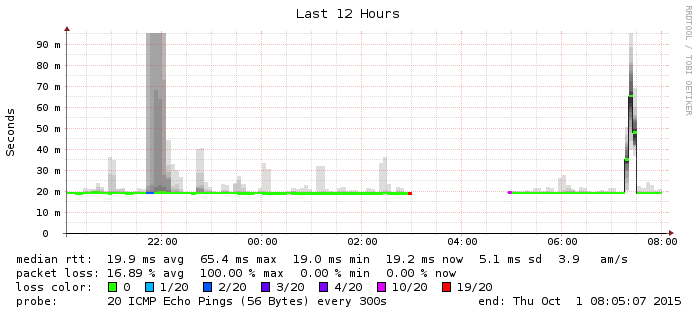 Last 12 Hours
RRDTOOL / TOBI OETIKER
Seconds
90 m
80 m
70 m
60 m
50 m
40 m
30 m
20 m
10 m
0
22:00 00:00 02:00 04:00 06:00 08:00
median rtt: 19.9 ms avg 65.4 ms max 19.0 ms min 19.2 ms now 5.1 ms sd 3.9 am/s
packet loss: 16.89 % avg 100.00 % max 0.00 % min 0.00 % now
loss color: 0 1/20 2/20 3/20 4/20 10/20 19/20
probe: 20 ICMP Echo Pings (56 Bytes) every 300s end: Thu Oct 1 08:05:07 2015